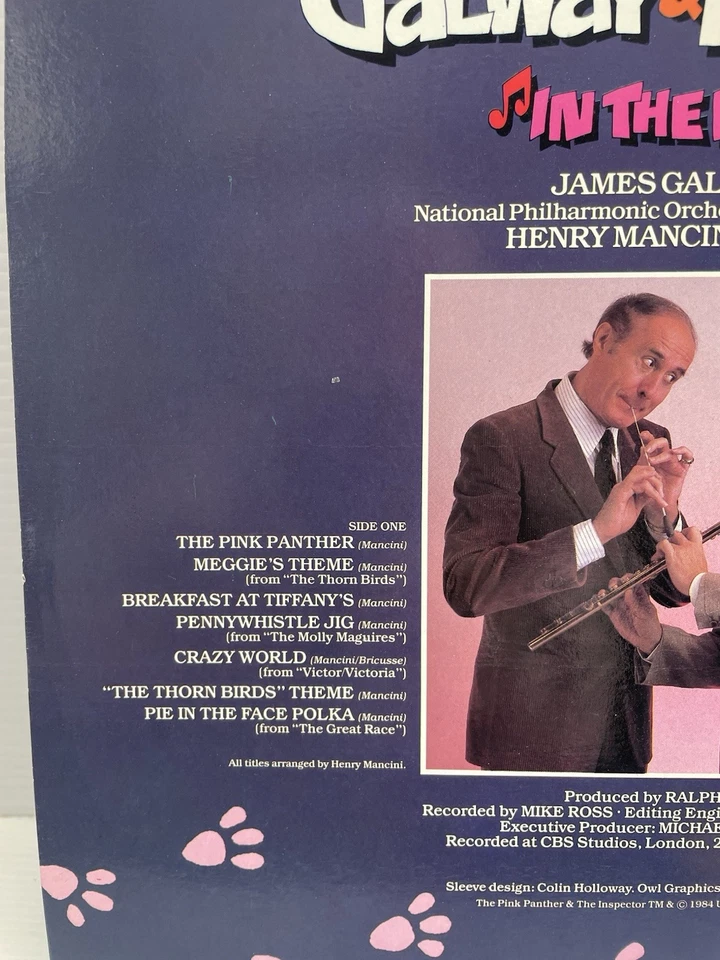 Galway &
IN THE
JAMES GAL
National Philharmonic Orche
HENRY MANCIN
SIDE ONE
THE PINK PANTHER (Mancini)
MEGGIE'S THEME (Mancini)
(from "The Thorn Birds")
BREAKFAST AT TIFFANY'S (Mancini)
PENNYWHISTLE JIG (Mancini)
(from "The Molly Maguires")
CRAZY WORLD (Mancini/Bricusse)
(from "Victor/Victoria")
"THE THORN BIRDS" THEME (Mancini)
PIE IN THE FACE POLKA (Mancini)
(from "The Great Race")
All titles arranged by Henry Mancini.
Produced by RALPH
Recorded by MIKE ROSS · Editing Engi
Executive Producer: MICHAE
Recorded at CBS Studios, London, 2
Sleeve design: Colin Holloway. Owl Graphics
The Pink Panther & The Inspector TM & © 1984 U